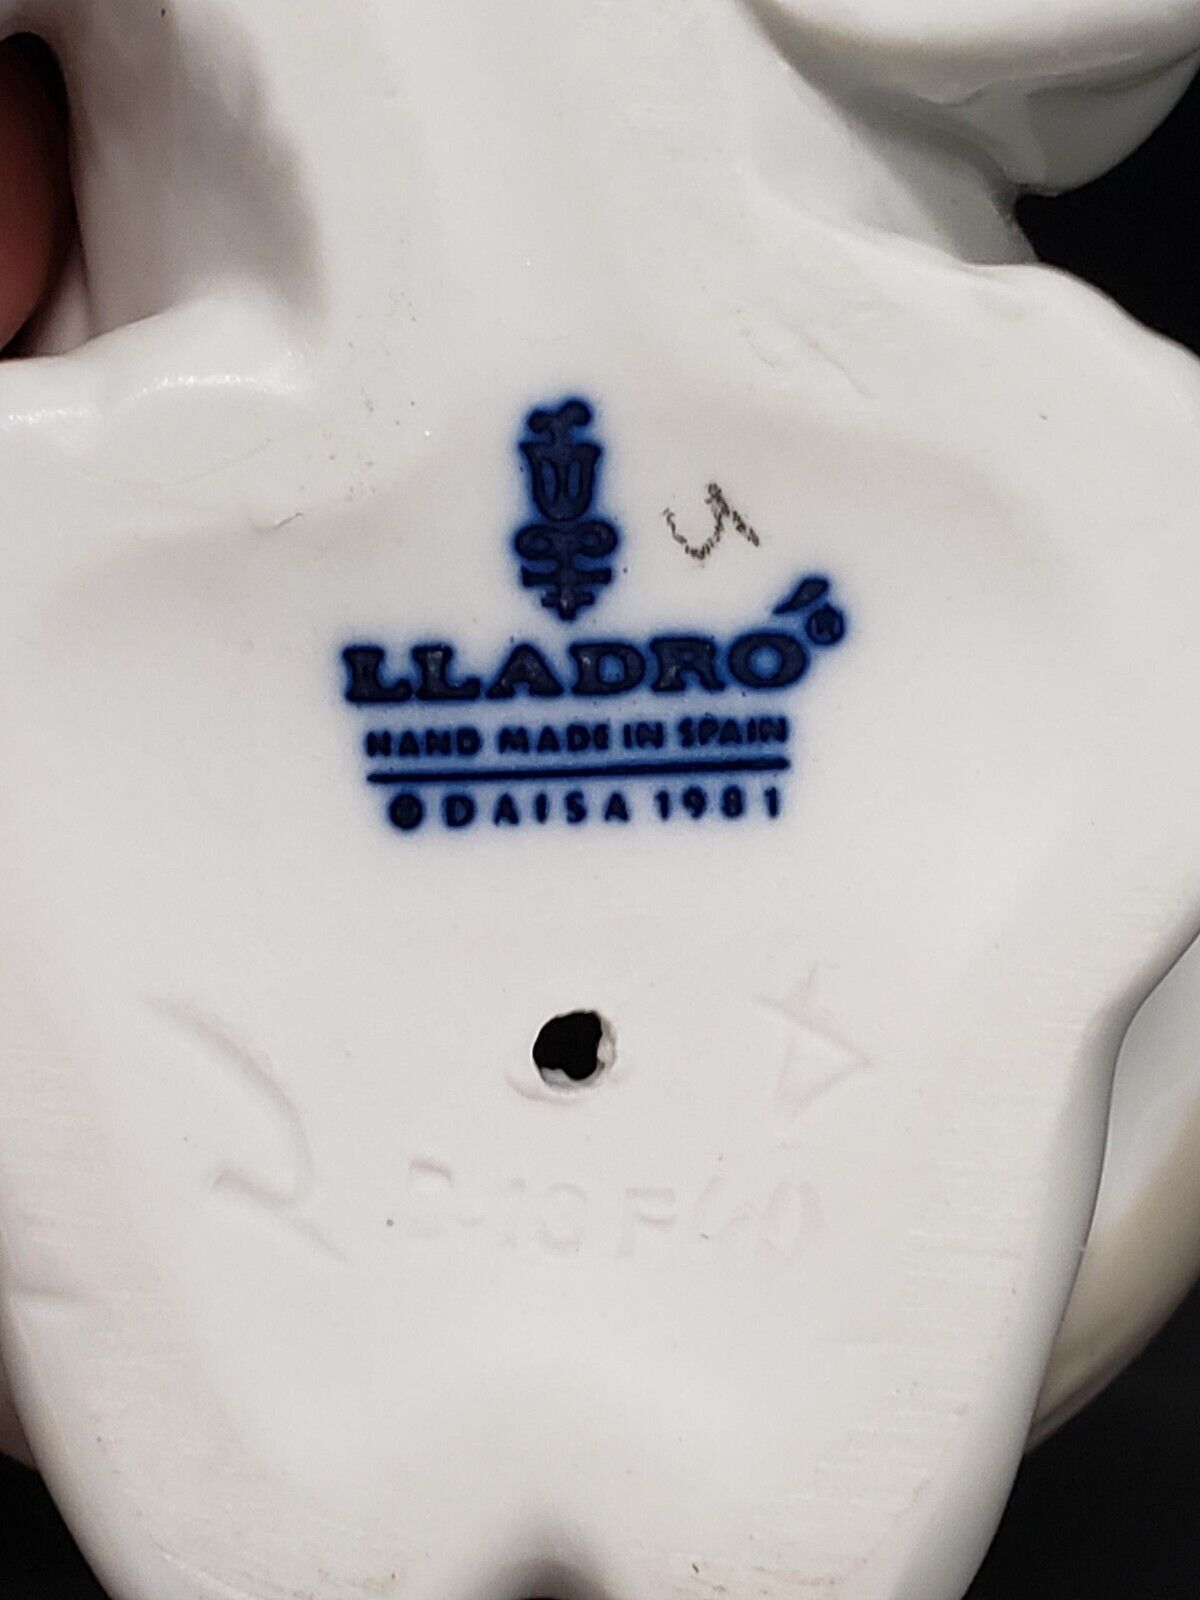 LLADRÓ®
HAND MADE IN SPAIN
© DAISA 1981